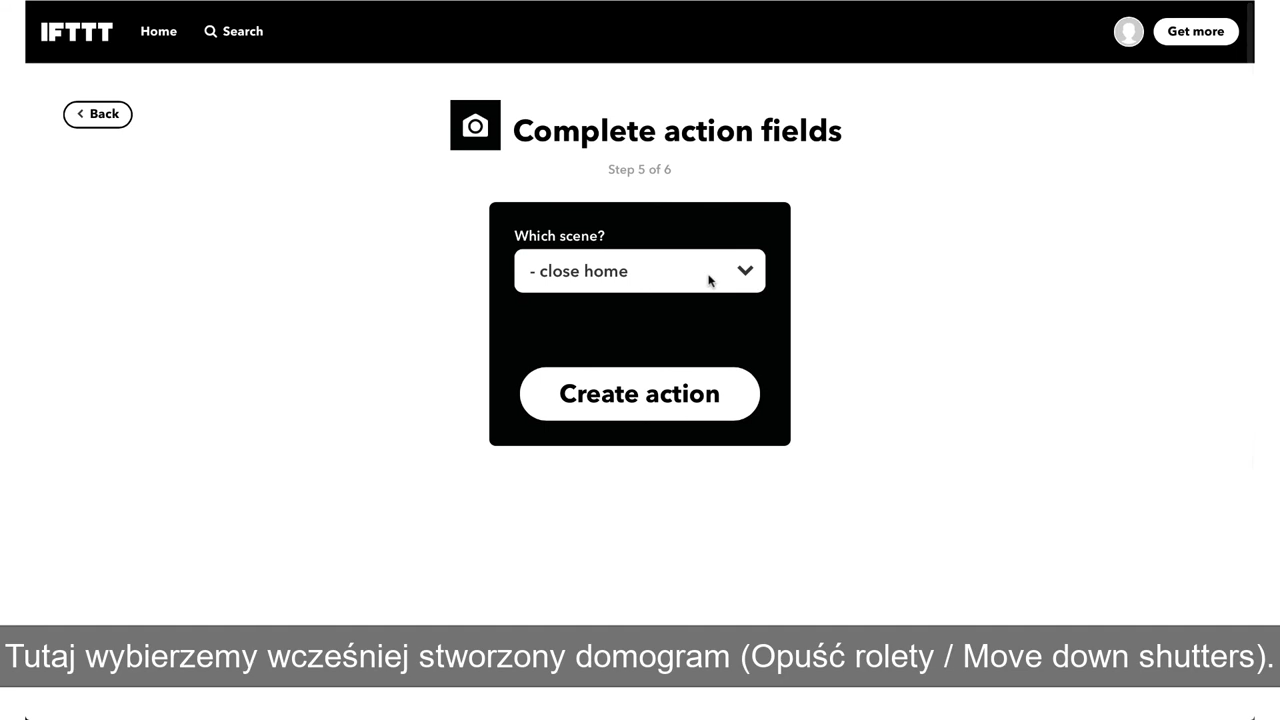 IFTTT Home Search Get more
Back
Complete action fields
Step 5 of 6
Which scene?
- close home
Create action
Tutaj wybierzemy wcześniej stworzony domogram (Opuść rolety / Move down shutters).